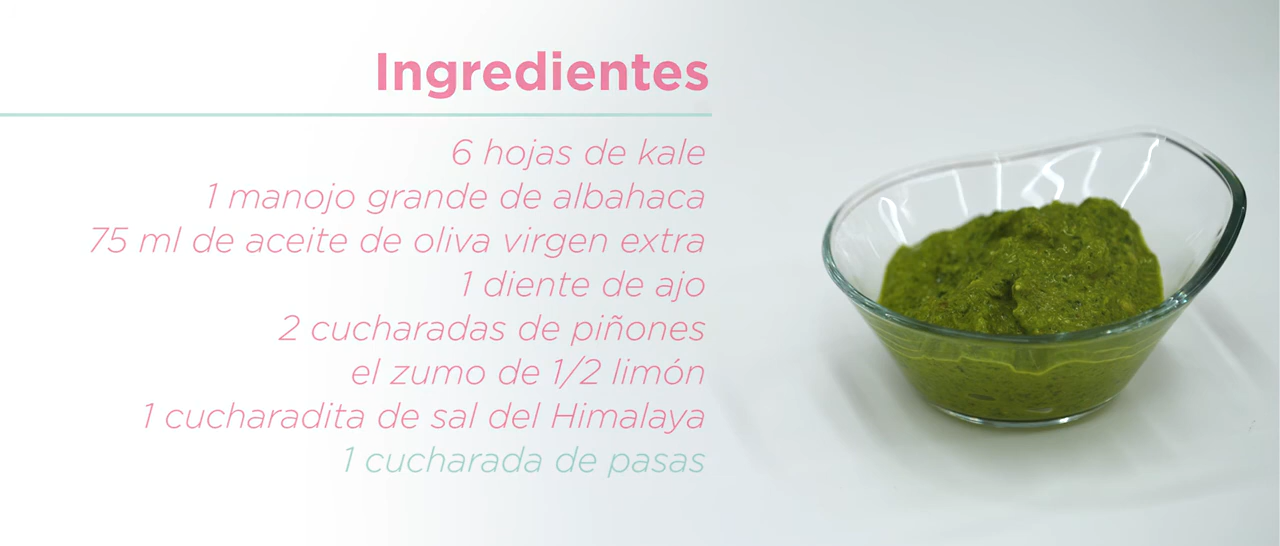 Ingredientes
6 hojas de kale
1 manojo grande de albahaca
75 ml de aceite de oliva virgen extra
1 diente de ajo
2 cucharadas de piñones
el zumo de 1/2 limón
1 cucharadita de sal del Himalaya
1 cucharada de pasas